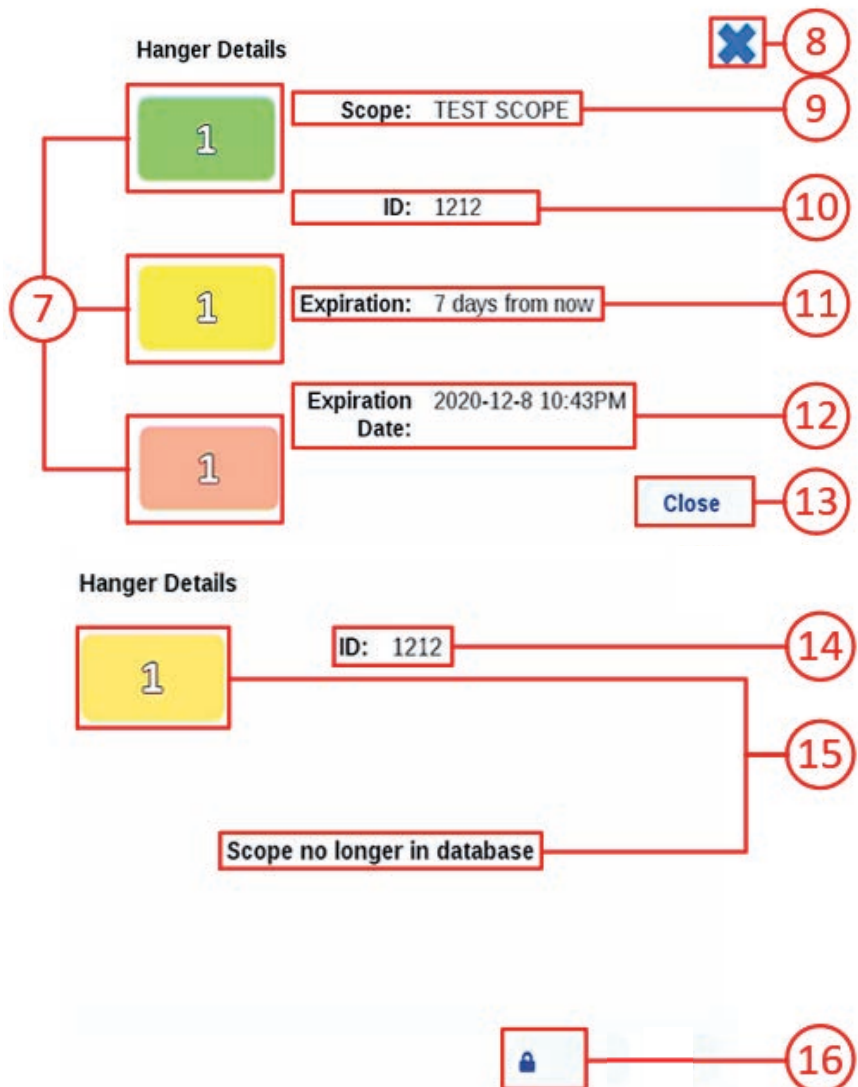 Hanger Details
8
1
Scope: TEST SCOPE
9
ID: 1212
10
7
1
Expiration: 7 days from now
11
1
Expiration Date: 2020-12-8 10:43PM
12
Close
13
Hanger Details
1
ID: 1212
14
15
Scope no longer in database
16